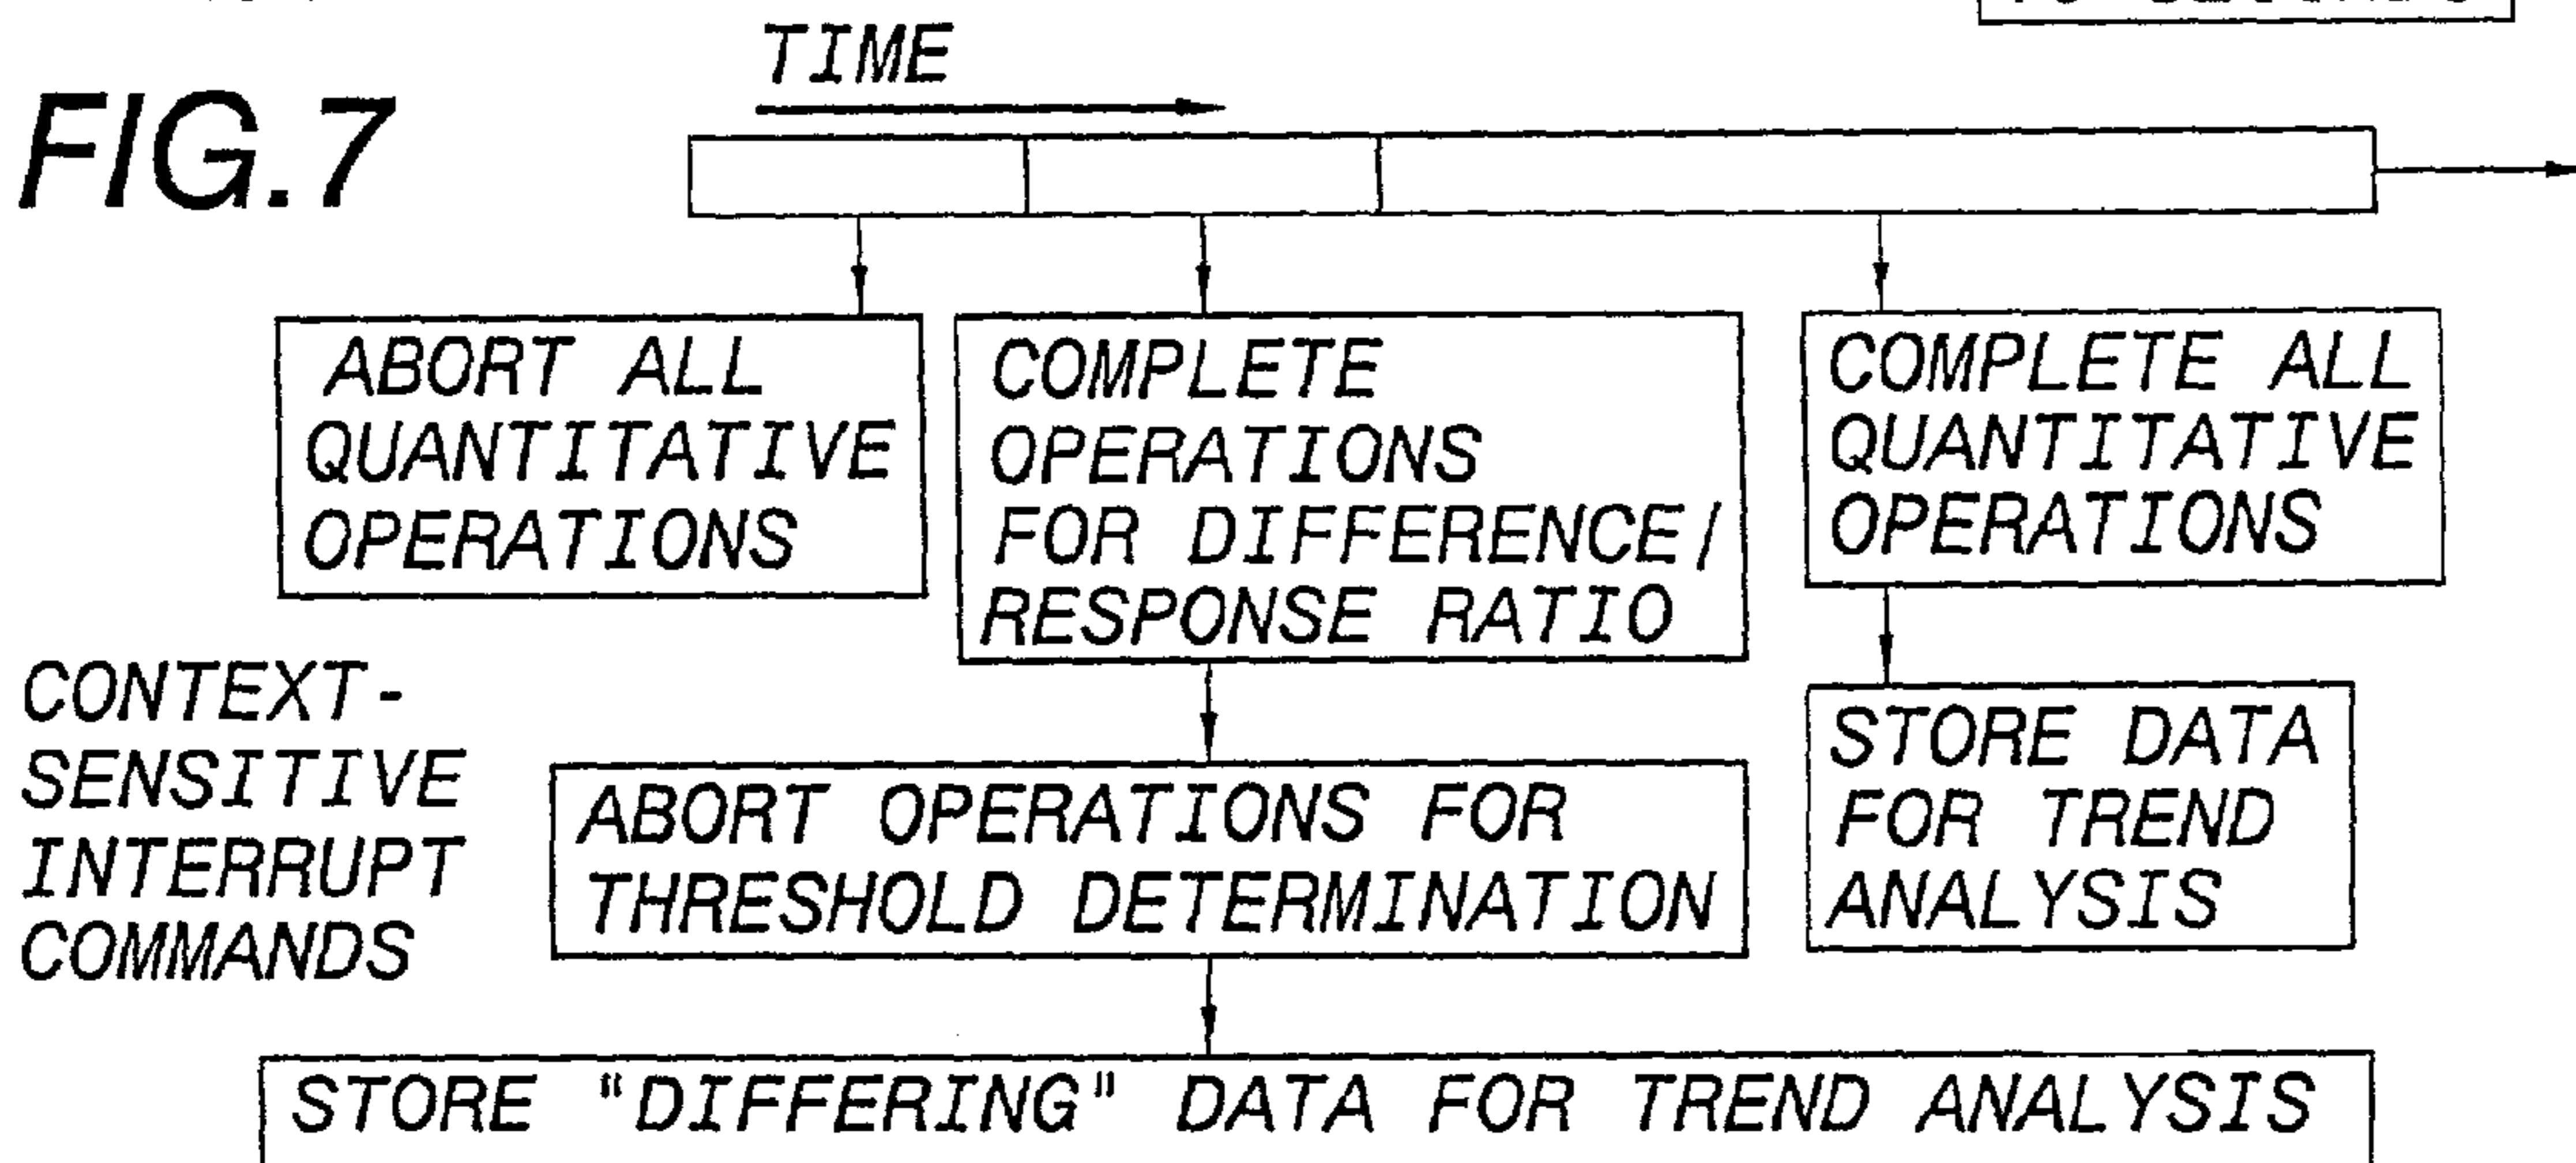 TIME
FIG.7
ABORT ALL
QUANTITATIVE
OPERATIONS
COMPLETE
OPERATIONS
FOR DIFFERENCE/
RESPONSE RATIO
COMPLETE ALL
QUANTITATIVE
OPERATIONS
CONTEXT-
SENSITIVE
INTERRUPT
COMMANDS
ABORT OPERATIONS FOR
THRESHOLD DETERMINATION
STORE DATA
FOR TREND
ANALYSIS
STORE "DIFFERING" DATA FOR TREND ANALYSIS